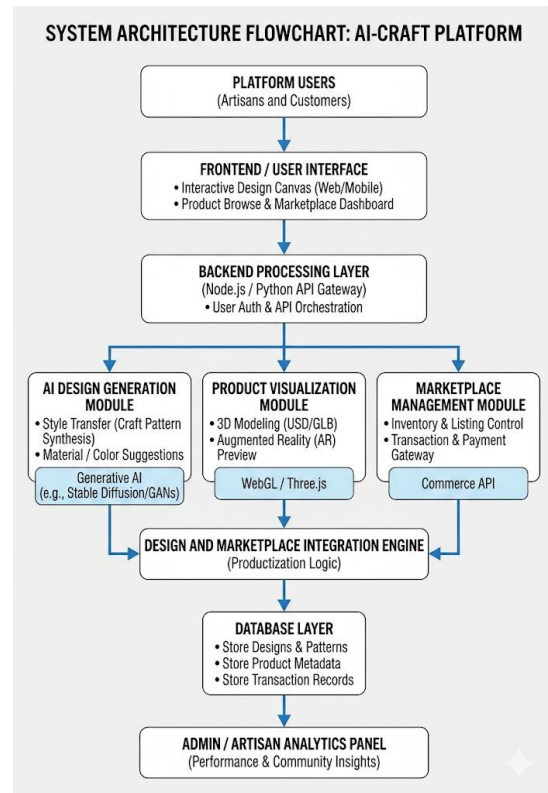 SYSTEM ARCHITECTURE FLOWCHART: AI-CRAFT PLATFORM
PLATFORM USERS
(Artisans and Customers)
FRONTEND / USER INTERFACE
• Interactive Design Canvas (Web/Mobile)
• Product Browse & Marketplace Dashboard
BACKEND PROCESSING LAYER
(Node.js / Python API Gateway)
• User Auth & API Orchestration
AI DESIGN GENERATION
MODULE
• Style Transfer (Craft Pattern
Synthesis)
• Material / Color Suggestions
Generative AI
(e.g., Stable Diffusion/GANs)
PRODUCT VISUALIZATION
MODULE
• 3D Modeling (USD/GLB)
• Augmented Reality (AR)
Preview
WebGL / Three.js
MARKETPLACE
MANAGEMENT MODULE
• Inventory & Listing Control
• Transaction & Payment
Gateway
Commerce API
DESIGN AND MARKETPLACE INTEGRATION ENGINE
(Productization Logic)
DATABASE LAYER
• Store Designs & Patterns
• Store Product Metadata
• Store Transaction Records
ADMIN / ARTISAN ANALYTICS PANEL
(Performance & Community Insights)